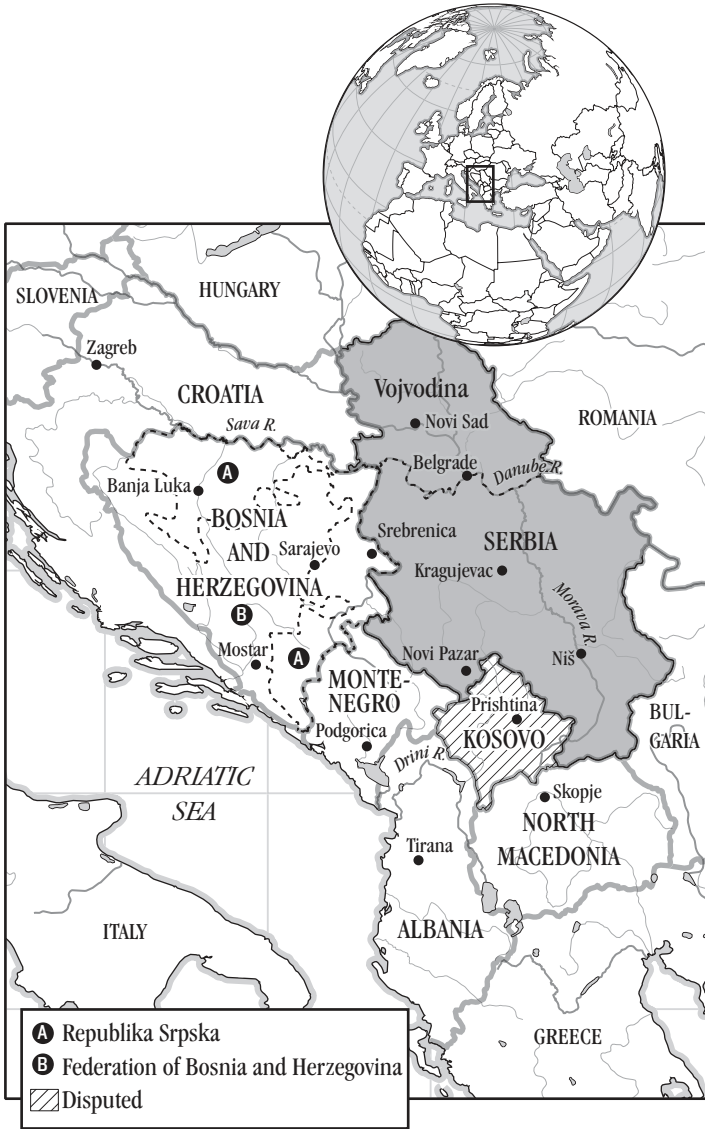 SLOVENIA
HUNGARY
Zagreb
CROATIA
Vojvodina
Novi Sad
ROMANIA
Sava R.
Belgrade
Danube R.
Banja Luka
A
BOSNIA
AND
HERZEGOVINA
Sarajevo
Srebrenica
SERBIA
Kragujevac
Morava R.
B
Mostar
A
Novi Pazar
Niš
MONTE-
NEGRO
Prishtina
KOSOVO
BUL-
GARIA
Podgorica
Drini R.
ADRIATIC
SEA
Skopje
NORTH
MACEDONIA
Tirana
ITALY
ALBANIA
GREECE
A Republika Srpska
B Federation of Bosnia and Herzegovina
Disputed